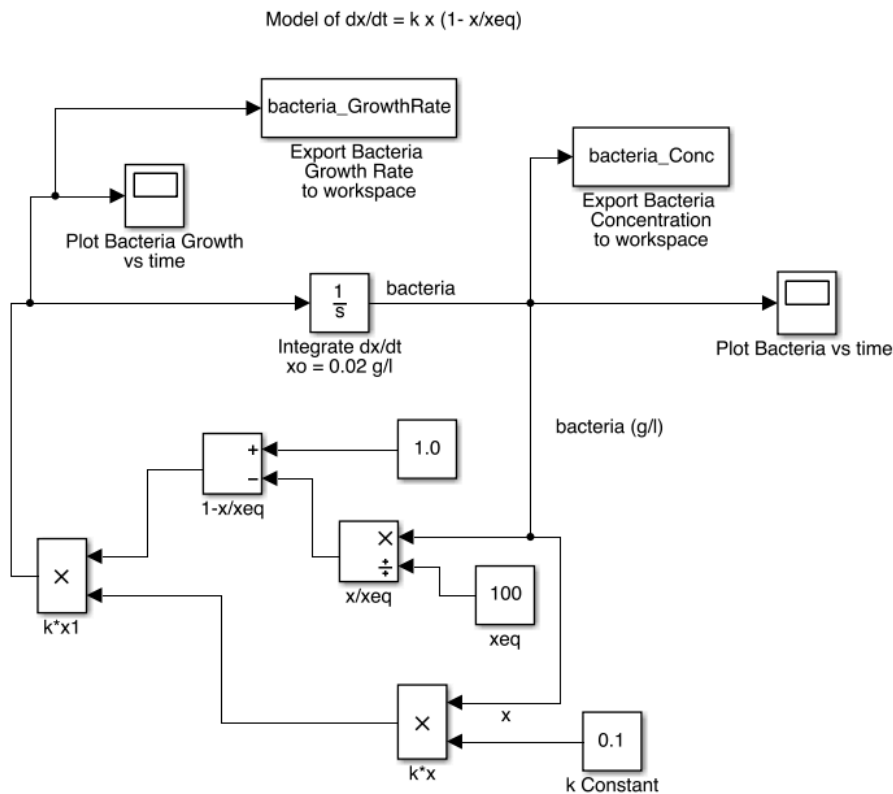 Model of dx/dt = k x (1- x/xeq)
bacteria_GrowthRate
Export Bacteria
Growth Rate
to workspace
bacteria_Conc
Export Bacteria
Concentration
to workspace
Plot Bacteria Growth
vs time
bacteria
1
s
Integrate dx/dt
xo = 0.02 g/l
Plot Bacteria vs time
bacteria (g/l)
1.0
+
−
1-x/xeq
×
÷
x/xeq
100
xeq
×
k*x1
×
k*x
x
0.1
k Constant